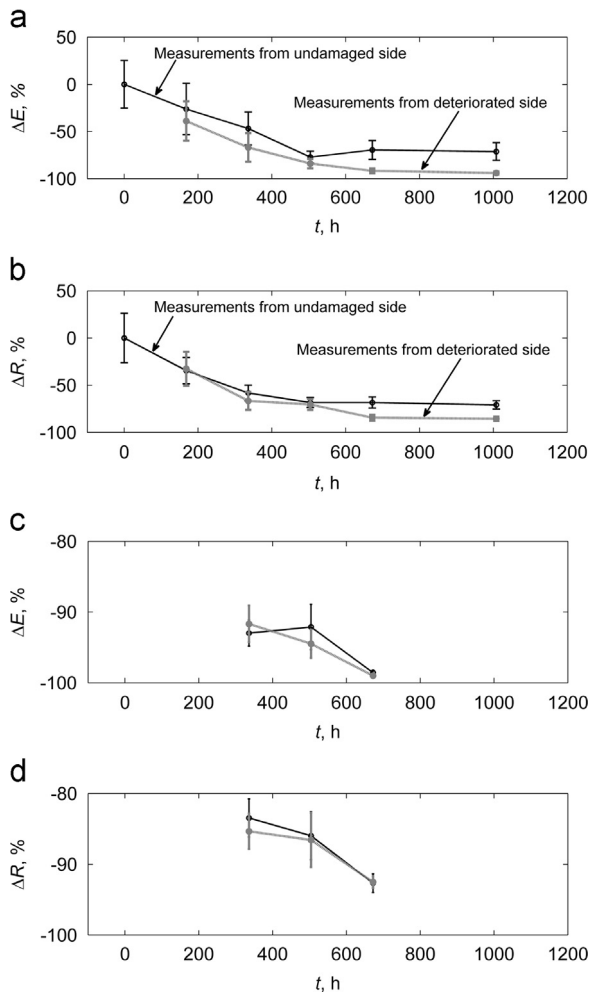 a
50
Measurements from undamaged side
0
Measurements from deteriorated side
ΔE, %
-50
-100
0 200 400 600 800 1000 1200
t, h
b
50
Measurements from undamaged side
0
Measurements from deteriorated side
ΔR, %
-50
-100
0 200 400 600 800 1000 1200
t, h
c
-80
ΔE, %
-90
-100
0 200 400 600 800 1000 1200
t, h
d
-80
ΔR, %
-90
-100
0 200 400 600 800 1000 1200
t, h